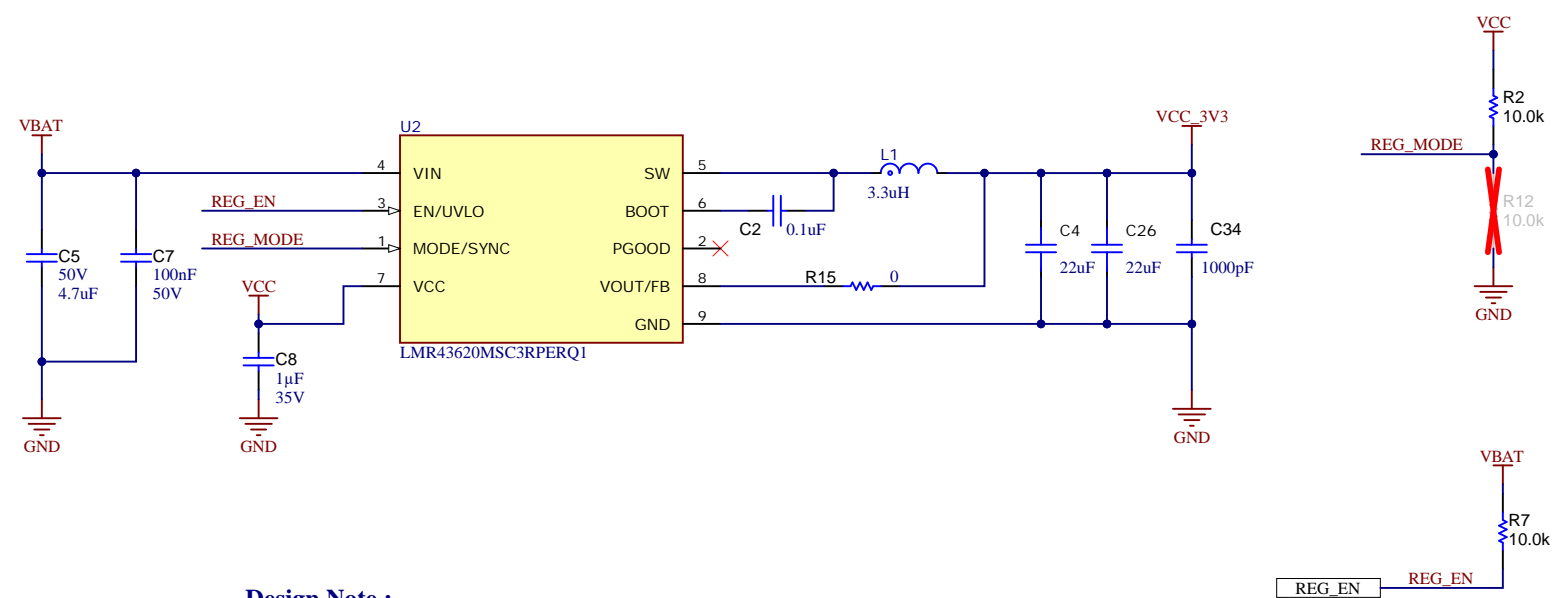 VBAT
C5
50V
4.7uF
C7
100nF
50V
GND
REG_EN
REG_MODE
VCC
C8
1µF
35V
GND
U2
4 VIN SW 5
3 EN/UVLO BOOT 6
1 MODE/SYNC PGOOD 2
7 VCC VOUT/FB 8
GND 9
LMR43620MSC3RPERQ1
C2
0.1uF
L1
3.3uH
R15 0
VCC_3V3
C4
22uF
C26
22uF
C34
1000pF
GND
VCC
R2
10.0k
REG_MODE
R12
10.0k
GND
VBAT
R7
10.0k
REG_EN
REG_EN
Design Note :